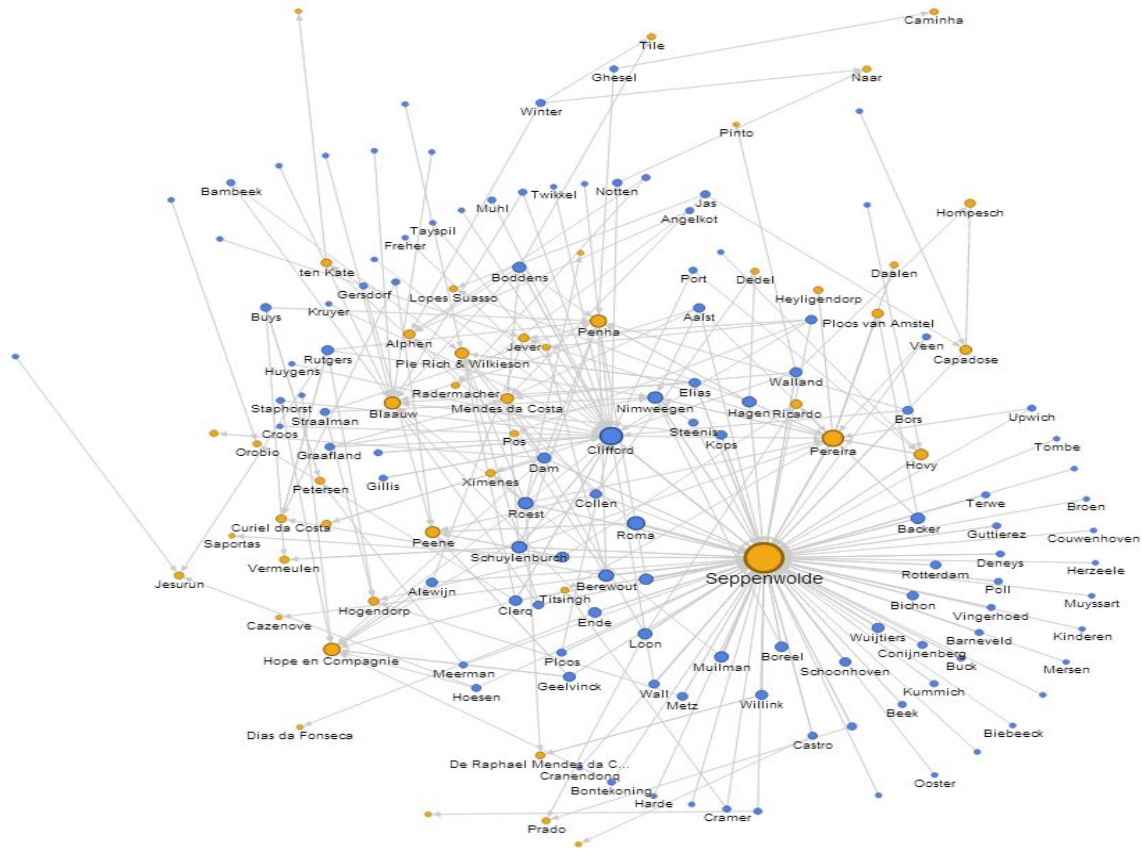 Caminha
Tile
Ghesel
Naar
Winter
Pinto
Bambeek
Muhl
Twikkel
Notten
Jas
Angelkot
Hompesch
Tayspil
Freher
ten Kate
Gersdorf
Lopes Suasso
Boddens
Port
Dedel
Daalen
Heyligendorp
Buys
Kruyer
Alphen
Jever
Penha
Aalst
Ploos van Amstel
Veen
Capadose
Rutgers
Huygens
Pie Rich & Wilkieson
Radermacher
Walland
Staphorst
Straalman
Blaauw
Mendes da Costa
Nimweegen
Elias
Hagen
Ricardo
Bors
Upwich
Croos
Orobio
Graafland
Pos
Clifford
Steenis
Kops
Pereira
Hovy
Tombe
Petersen
Gillis
Ximenes
Dam
Collen
Terwe
Broen
Curiel da Costa
Saportas
Roest
Roma
Backer
Guttierez
Couwenhoven
Peehe
Schuylenburch
Vermeulen
Seppenwolde
Rotterdam
Deneys
Herzeele
Jesurun
Alewijn
Berewout
Titsingh
Poll
Muyssart
Cazenove
Hogendorp
Clerq
Ende
Bichon
Vingerhoed
Kinderen
Hope en Compagnie
Meerman
Ploos
Loon
Muilman
Boreel
Schoonhoven
Wuijtiers
Conijnenberg
Barneveld
Buck
Mersen
Hoesen
Geelvinck
Wall
Metz
Willink
Kummich
Beek
Biebeeck
Dias da Fonseca
De Raphael Mendes da C...
Cranendonq
Bontekoning
Castro
Ooster
Harde
Prado
Cramer